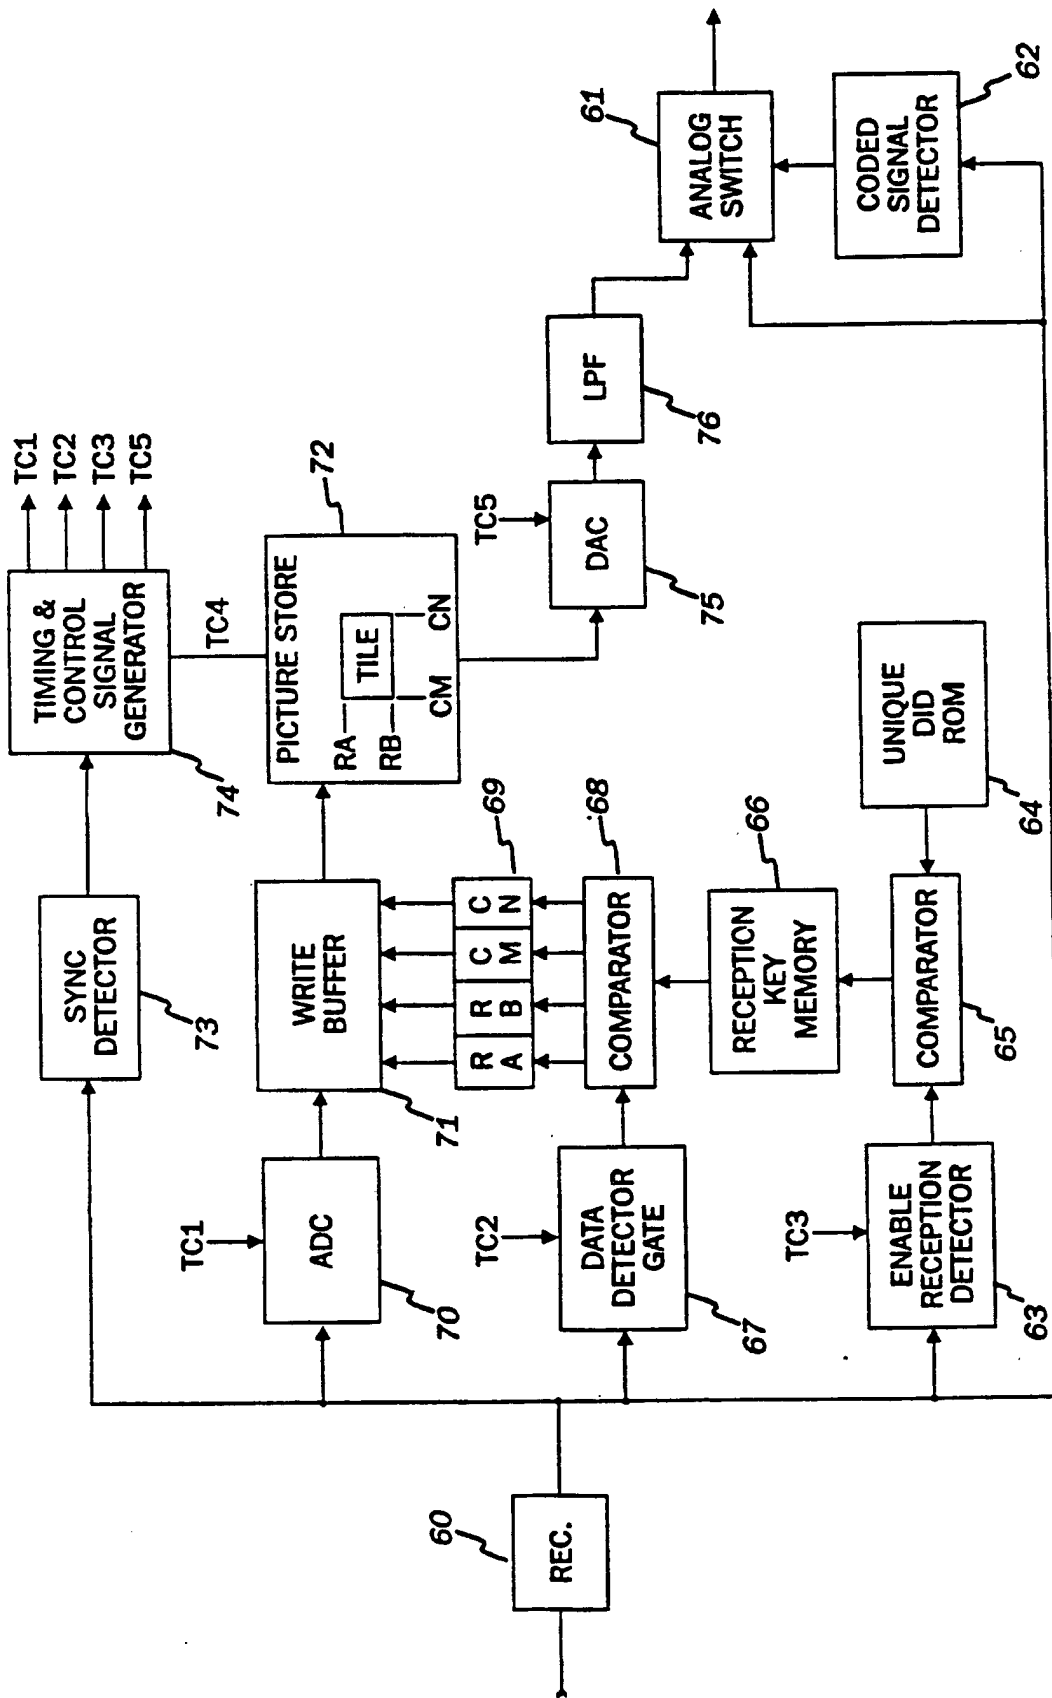 TIMING &
CONTROL
SIGNAL
GENERATOR
74
TC1
TC2
TC3
TC5
TC4
SYNC
DETECTOR
73
PICTURE STORE
72
RA
RB
TILE
CM
CN
WRITE
BUFFER
71
ADC
70
TC1
R
A
R
B
C
M
C
N
69
COMPARATOR
68
DATA
DETECTOR
GATE
67
TC2
RECEPTION
KEY
MEMORY
66
COMPARATOR
65
UNIQUE
DID
ROM
64
ENABLE
RECEPTION
DETECTOR
63
TC3
REC.
60
TC5
DAC
75
LPF
76
ANALOG
SWITCH
61
CODED
SIGNAL
DETECTOR
62